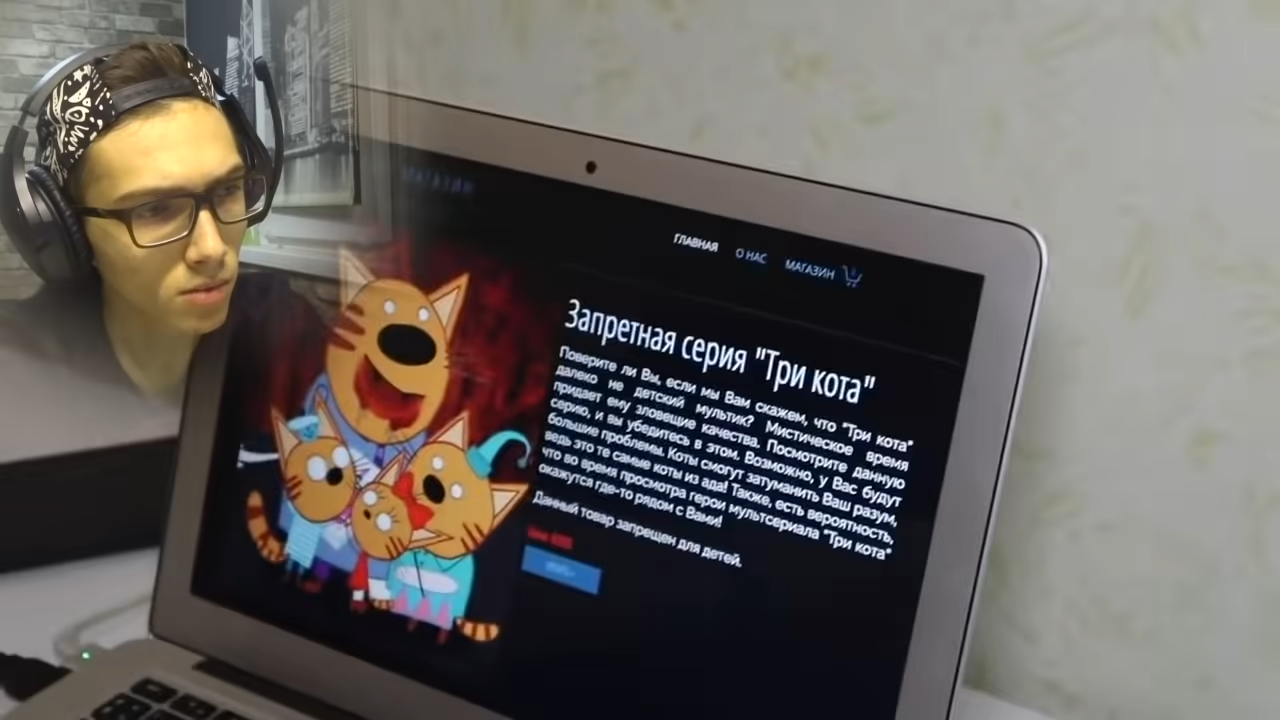 МАГАЗИН
ГЛАВНАЯ О НАС МАГАЗИН
Запретная серия "Три кота"
Поверите ли Вы, если мы Вам скажем, что "Три кота"
далеко не детский мультик? Мистическое время
придает ему зловещие качества. Посмотрите данную
серию, и вы убедитесь в этом. Возможно, у Вас будут
большие проблемы. Коты смогут затуманить Ваш разум,
ведь это те самые коты из ада! Также, есть вероятность,
что во время просмотра герои мультсериала "Три кота"
окажутся где-то рядом с Вами!
Данный товар запрещен для детей.